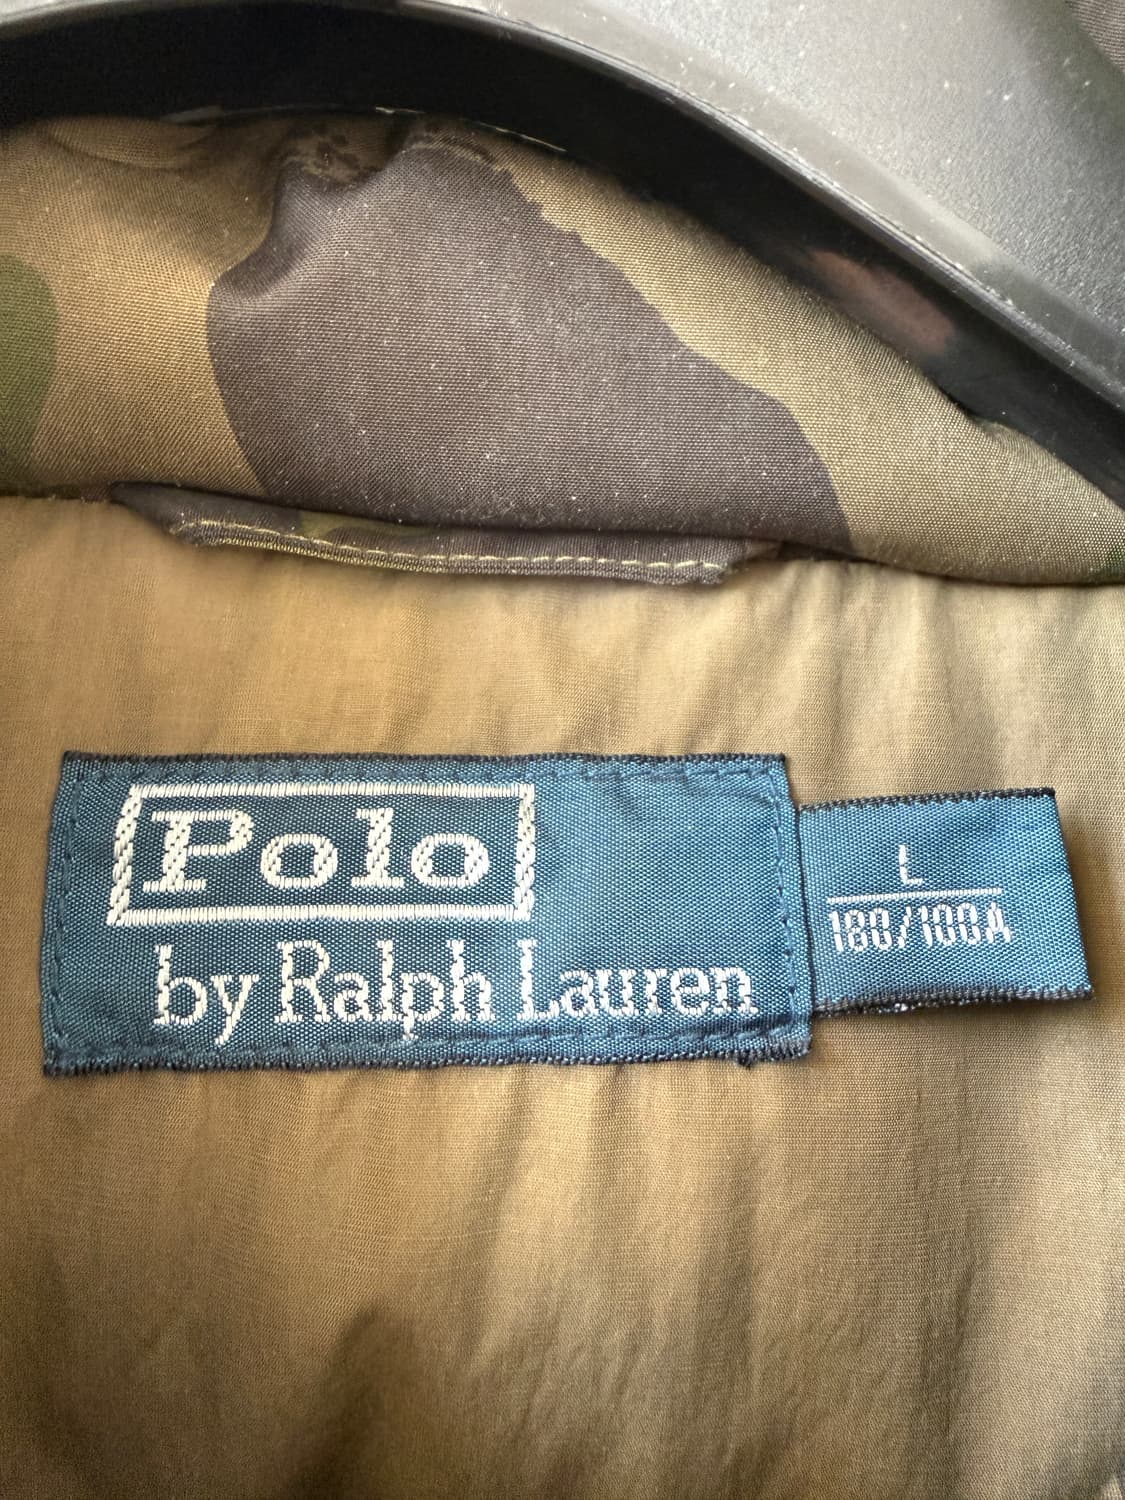 Polo
by Ralph Lauren
L
180/100A